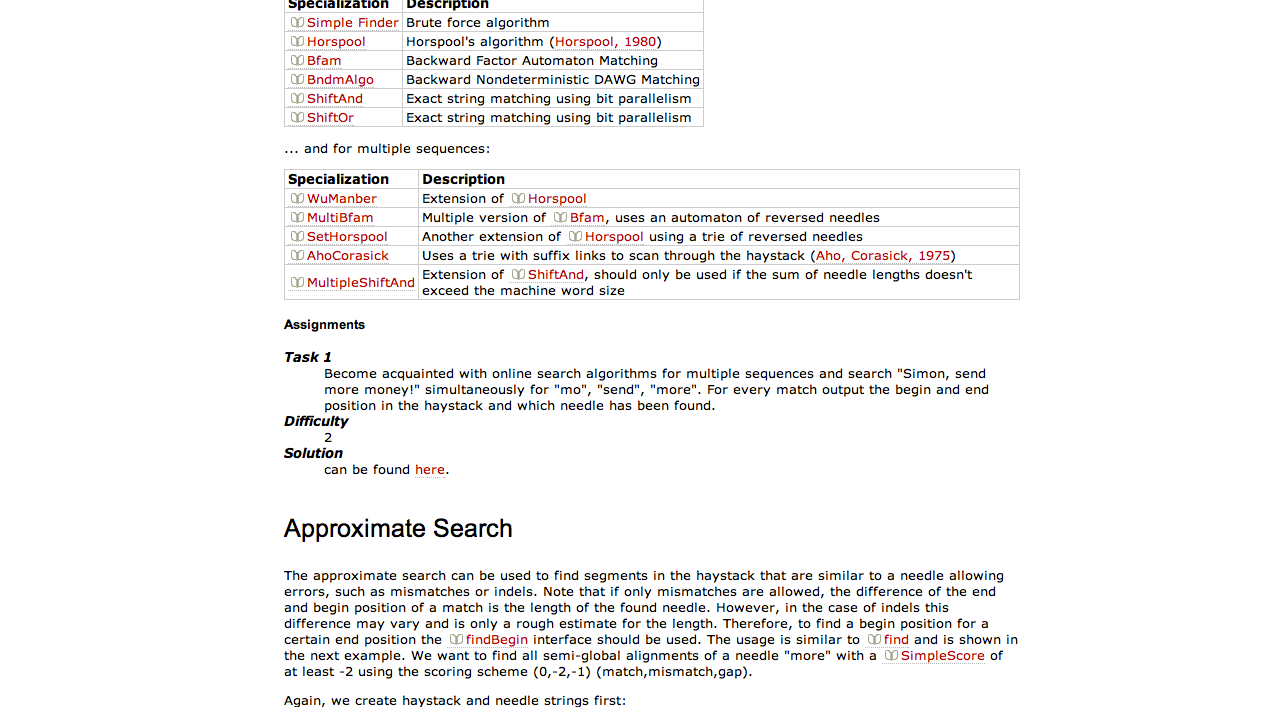 Specialization Description
Simple Finder Brute force algorithm
Horspool Horspool's algorithm (Horspool, 1980)
Bfam Backward Factor Automaton Matching
BndmAlgo Backward Nondeterministic DAWG Matching
ShiftAnd Exact string matching using bit parallelism
ShiftOr Exact string matching using bit parallelism
... and for multiple sequences:
Specialization Description
WuManber Extension of Horspool
MultiBfam Multiple version of Bfam, uses an automaton of reversed needles
SetHorspool Another extension of Horspool using a trie of reversed needles
AhoCorasick Uses a trie with suffix links to scan through the haystack (Aho, Corasick, 1975)
MultipleShiftAnd Extension of ShiftAnd, should only be used if the sum of needle lengths doesn't
exceed the machine word size
Assignments
Task 1
Become acquainted with online search algorithms for multiple sequences and search "Simon, send
more money!" simultaneously for "mo", "send", "more". For every match output the begin and end
position in the haystack and which needle has been found.
Difficulty
2
Solution
can be found here.
Approximate Search
The approximate search can be used to find segments in the haystack that are similar to a needle allowing
errors, such as mismatches or indels. Note that if only mismatches are allowed, the difference of the end
and begin position of a match is the length of the found needle. However, in the case of indels this
difference may vary and is only a rough estimate for the length. Therefore, to find a begin position for a
certain end position the findBegin interface should be used. The usage is similar to find and is shown in
the next example. We want to find all semi-global alignments of a needle "more" with a SimpleScore of
at least -2 using the scoring scheme (0,-2,-1) (match,mismatch,gap).
Again, we create haystack and needle strings first: